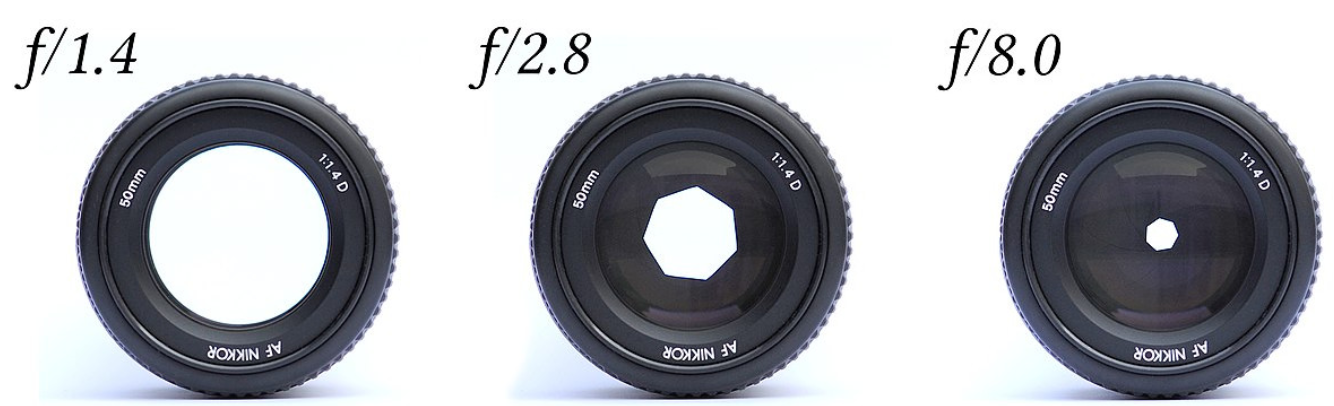 f/1.4
50mm
1:1.4 D
AF NIKKOR
f/2.8
50mm
1:1.4 D
AF NIKKOR
f/8.0
50mm
1:1.4 D
AF NIKKOR